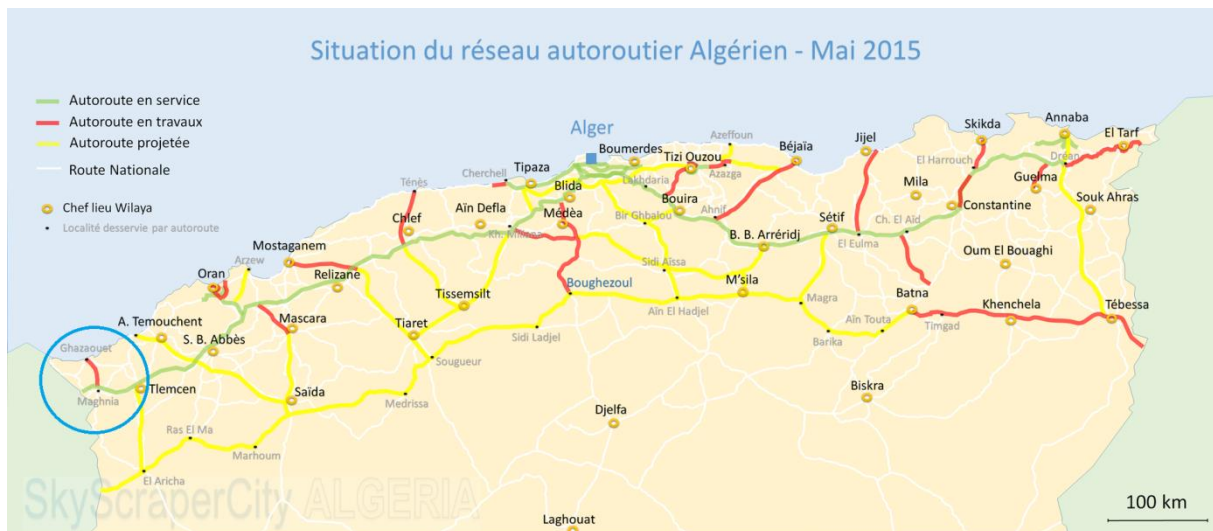 Situation du réseau autoroutier Algérien - Mai 2015
Autoroute en service
Autoroute en travaux
Autoroute projetée
Route Nationale
Chef lieu Wilaya
Localité desservie par autoroute
Alger
Azeffoun
Boumerdes
Tizi Ouzou
Béjaïa
Jijel
Skikda
Annaba
El Tarf
El Harrouch
Dréan
Cherchell
Tipaza
Lakhdaria
Azazga
Guelma
Ténès
Blida
Mila
Constantine
Souk Ahras
Aïn Defla
Médèa
Bouira
Chlef
Kh. Miliana
Bir Ghbalou
Ahnif
Sétif
Ch. El Aïd
B. B. Arréridj
El Eulma
Mostaganem
Oum El Bouaghi
Arzew
Oran
Relizane
Sidi Aïssa
Boughezoul
M'sila
Tissemsilt
Batna
Khenchela
Tébessa
Magra
Aïn El Hadjel
A. Temouchent
Mascara
Tiaret
Sidi Ladjel
Aïn Touta
Timgad
Barika
S. B. Abbès
Ghazaouet
Sougueur
Tlemcen
Maghnia
Saïda
Medrissa
Biskra
Djelfa
Ras El Ma
Marhoum
El Aricha
SkyScraperCity ALGERIA
Laghouat
100 km